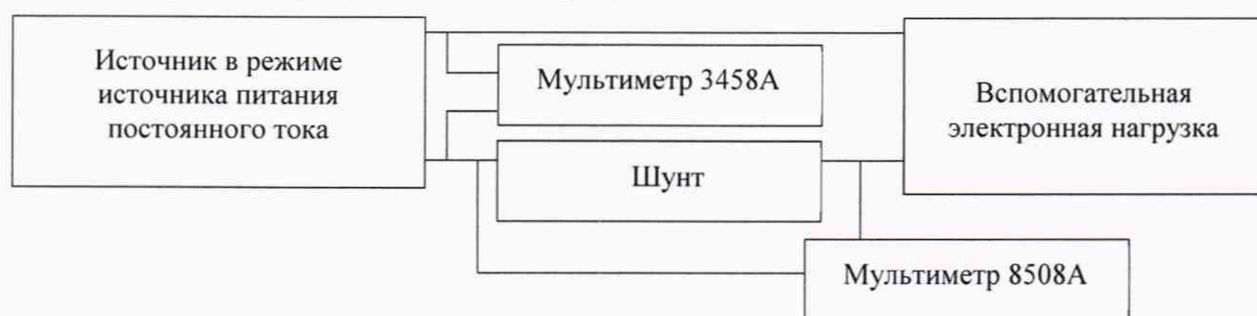 Источник в режиме
источника питания
постоянного тока
Мультиметр 3458А
Шунт
Вспомогательная
электронная нагрузка
Мультиметр 8508А